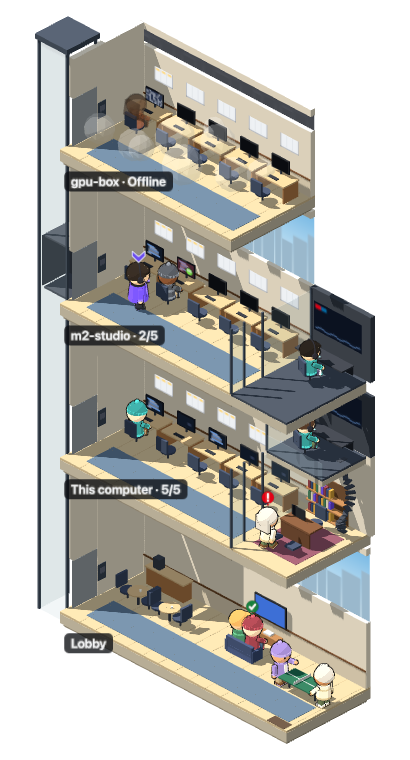 gpu-box · Offline
m2-studio · 2/5
This computer · 5/5
!
Lobby